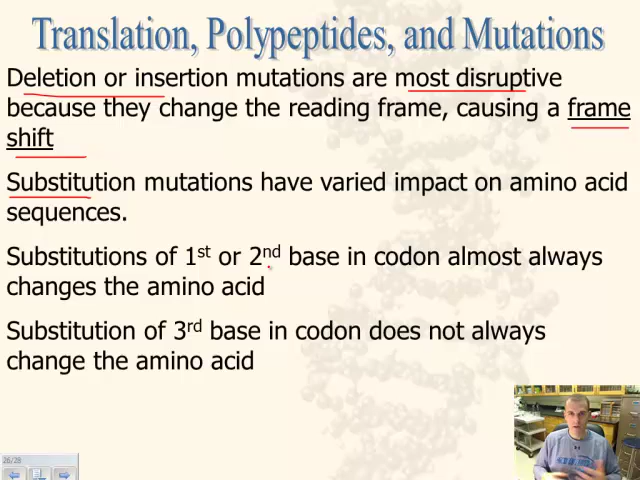 Translation, Polypeptides, and Mutations
Deletion or insertion mutations are most disruptive
because they change the reading frame, causing a frame
shift
Substitution mutations have varied impact on amino acid
sequences.
Substitutions of 1st or 2nd base in codon almost always
changes the amino acid
Substitution of 3rd base in codon does not always
change the amino acid
26/28